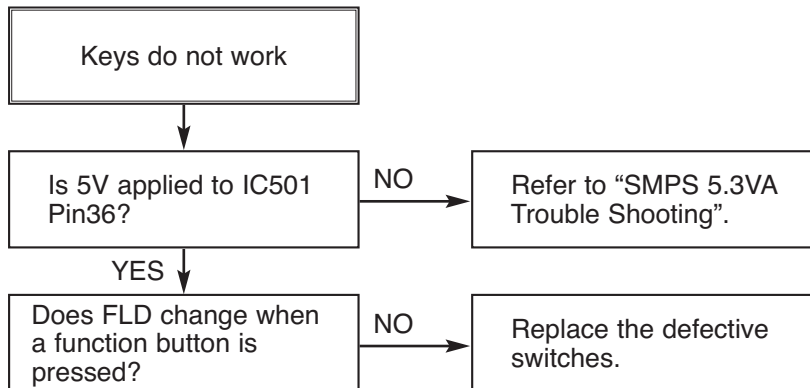 Keys do not work
Is 5V applied to IC501
Pin36?
NO
Refer to “SMPS 5.3VA
Trouble Shooting”.
YES
Does FLD change when
a function button is
pressed?
NO
Replace the defective
switches.